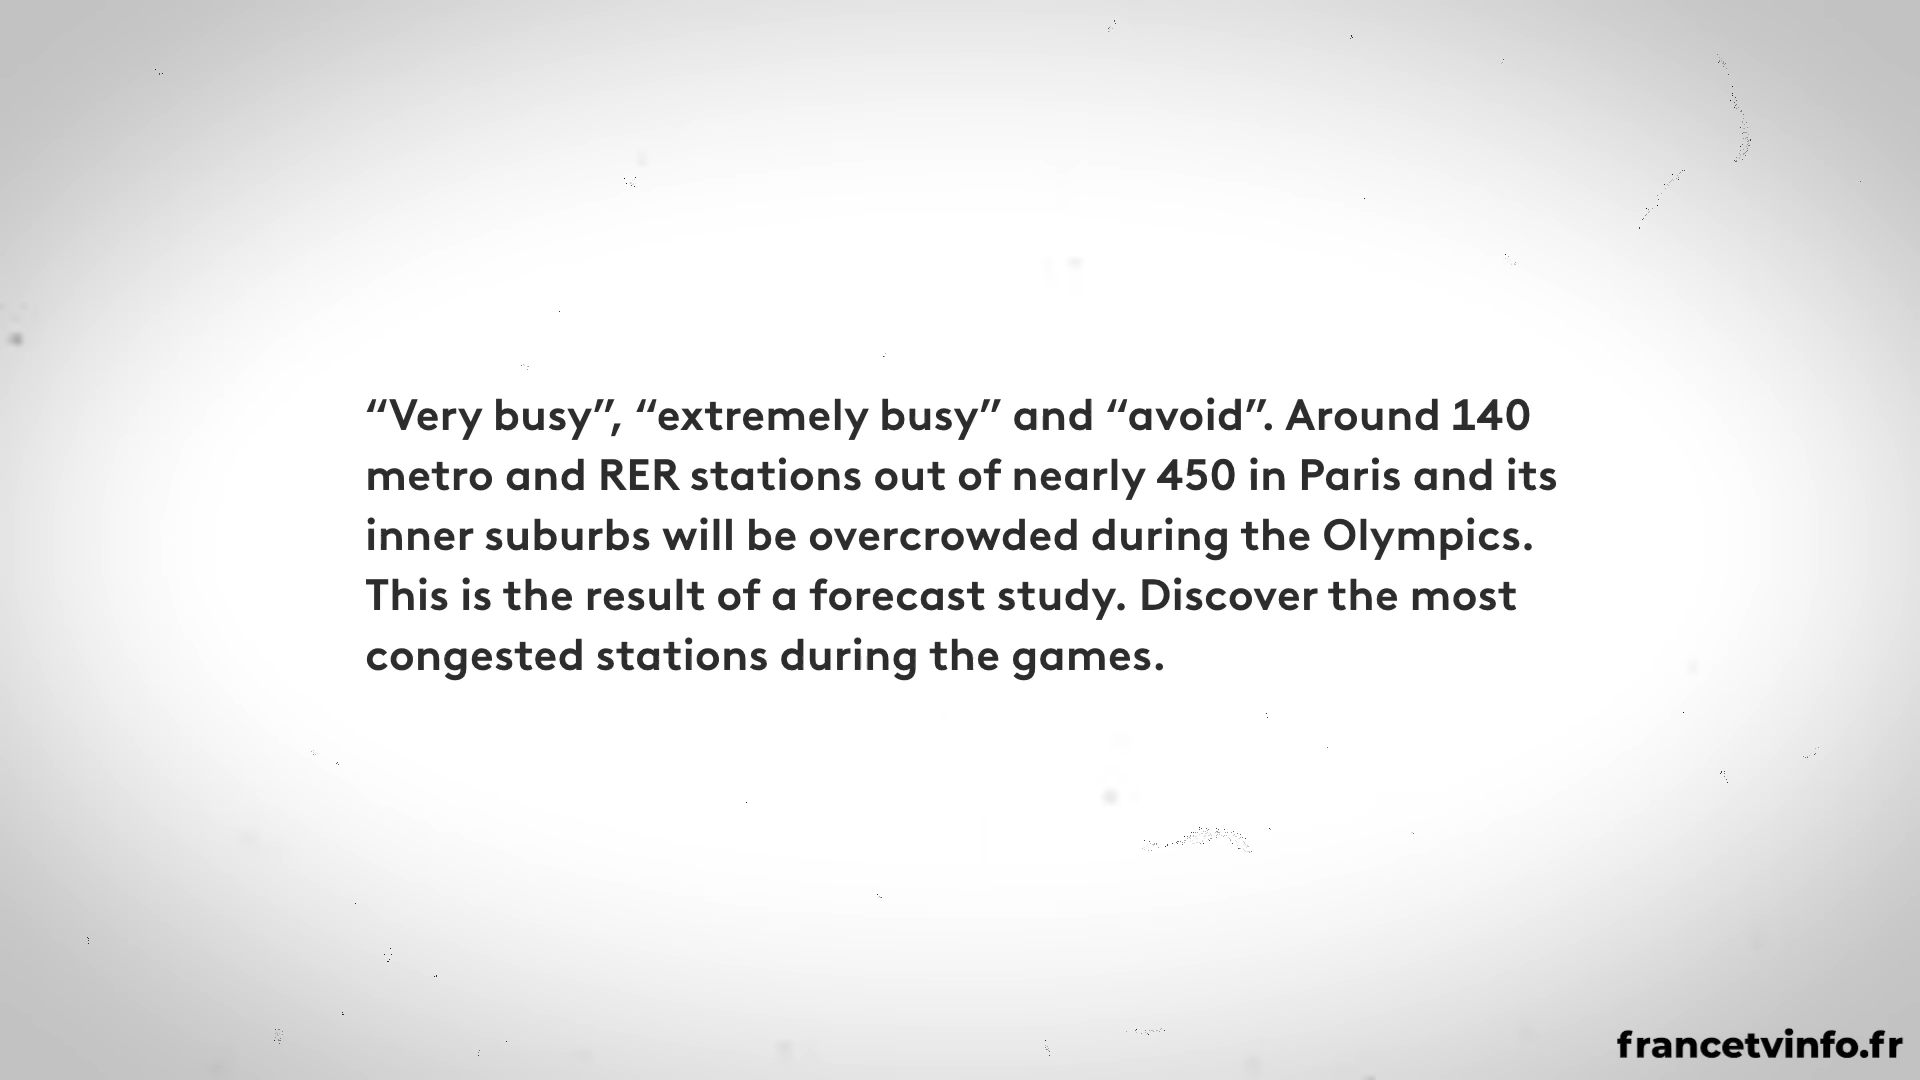 “Very busy”, “extremely busy” and “avoid”. Around 140
metro and RER stations out of nearly 450 in Paris and its
inner suburbs will be overcrowded during the Olympics.
This is the result of a forecast study. Discover the most
congested stations during the games.
francetvinfo.fr